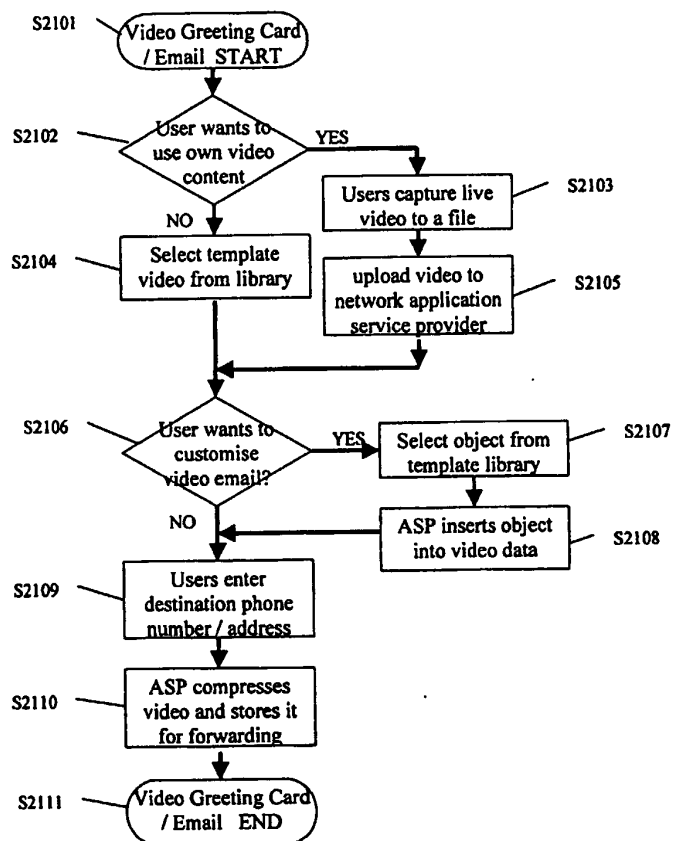 S2101
Video Greeting Card
/ Email START
S2102
User wants to
use own video
content
YES
NO
S2103
Users capture live
video to a file
S2104
Select template
video from library
S2105
upload video to
network application
service provider
S2106
User wants to
customise
video email?
YES
NO
S2107
Select object from
template library
S2108
ASP inserts object
into video data
S2109
Users enter
destination phone
number / address
S2110
ASP compresses
video and stores it
for forwarding
S2111
Video Greeting Card
/ Email END